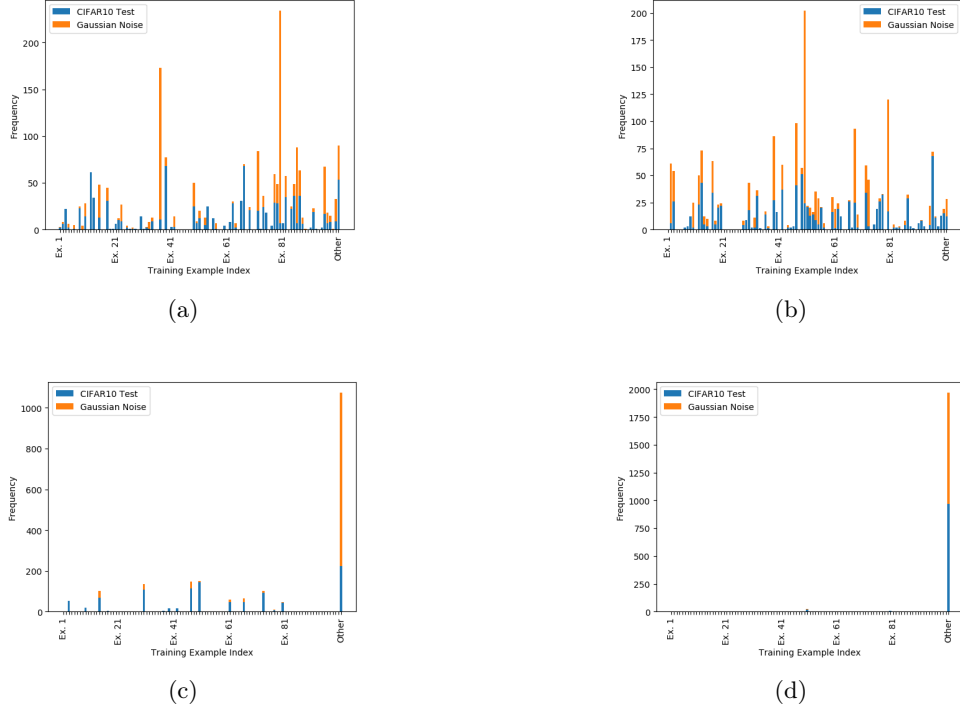 CIFAR10 Test
Gaussian Noise
200
150
100
50
0
Frequency
Ex. 1
Ex. 21
Ex. 41
Ex. 61
Ex. 81
Other
Training Example Index
(a)
CIFAR10 Test
Gaussian Noise
200
175
150
125
100
75
50
25
0
Frequency
Ex. 1
Ex. 21
Ex. 41
Ex. 61
Ex. 81
Other
Training Example Index
(b)
CIFAR10 Test
Gaussian Noise
1000
800
600
400
200
0
Frequency
Ex. 1
Ex. 21
Ex. 41
Ex. 61
Ex. 81
Other
Training Example Index
(c)
CIFAR10 Test
Gaussian Noise
2000
1750
1500
1250
1000
750
500
250
0
Frequency
Ex. 1
Ex. 21
Ex. 41
Ex. 61
Ex. 81
Other
Training Example Index
(d)